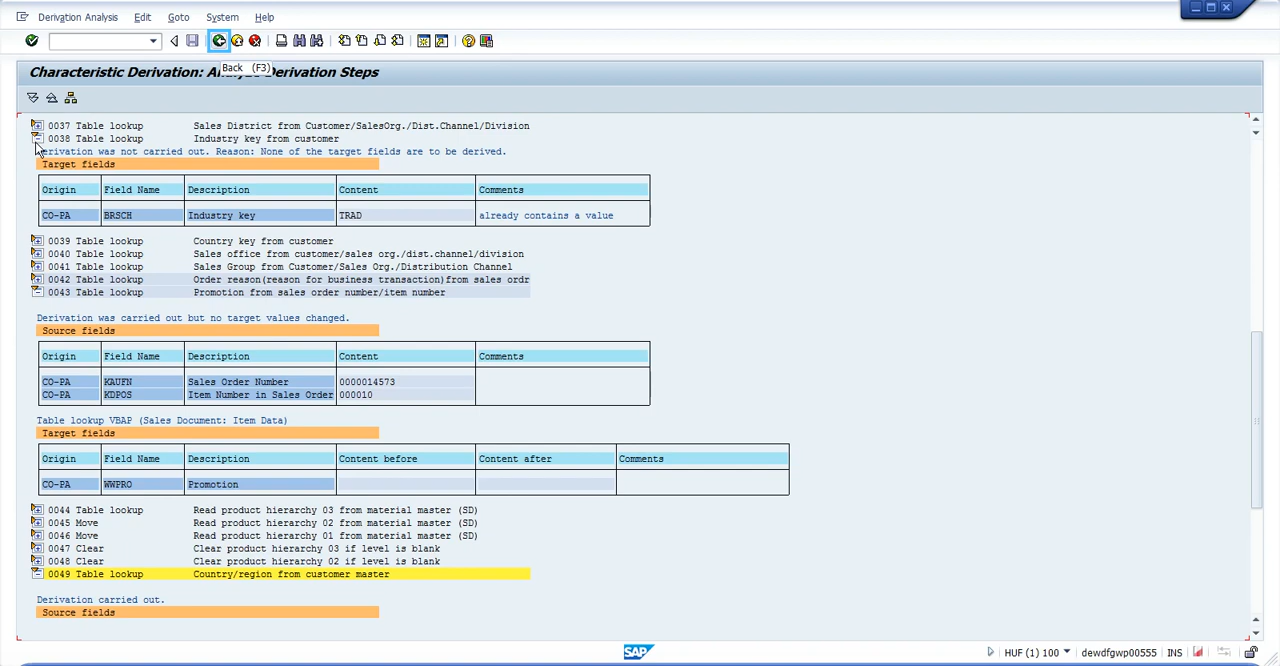 Derivation Analysis Edit Goto System Help
Back (F3)
Characteristic Derivation: Analyze Derivation Steps
0037 Table lookup Sales District from Customer/SalesOrg./Dist.Channel/Division
0038 Table lookup Industry key from customer
Derivation was not carried out. Reason: None of the target fields are to be derived.
Target fields
Origin Field Name Description Content Comments
CO-PA BRSCH Industry key TRAD already contains a value
0039 Table lookup Country key from customer
0040 Table lookup Sales office from customer/sales org./dist.channel/division
0041 Table lookup Sales Group from Customer/Sales Org./Distribution Channel
0042 Table lookup Order reason(reason for business transaction)from sales ordr
0043 Table lookup Promotion from sales order number/item number
Derivation was carried out but no target values changed.
Source fields
Origin Field Name Description Content Comments
CO-PA KAUFN Sales Order Number 0000014573
CO-PA KDPOS Item Number in Sales Order 000010
Table lookup VBAP (Sales Document: Item Data)
Target fields
Origin Field Name Description Content before Content after Comments
CO-PA WWPRO Promotion
0044 Table lookup Read product hierarchy 03 from material master (SD)
0045 Move Read product hierarchy 02 from material master (SD)
0046 Move Read product hierarchy 01 from material master (SD)
0047 Clear Clear product hierarchy 03 if level is blank
0048 Clear Clear product hierarchy 02 if level is blank
0049 Table lookup Country/region from customer master
Derivation carried out.
Source fields
SAP HUF (1) 100 dewdfgwp00555 INS